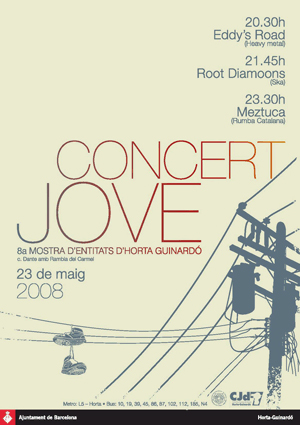 20.30h
Eddy's Road
(Heavy metal)
21.45h
Root Diamoons
(Ska)
23.30h
Meztuca
(Rumba Catalana)
CONCERT
JOVE
8a MOSTRA D'ENTITATS D'HORTA GUINARDÓ
c. Dante amb Rambla del Carmel
23 de maig
2008
Metro: L5 – Horta • Bus: 10, 19, 39, 45, 86, 87, 102, 112, 185, N4
CJd
Ajuntament de Barcelona
Horta-Guinardó